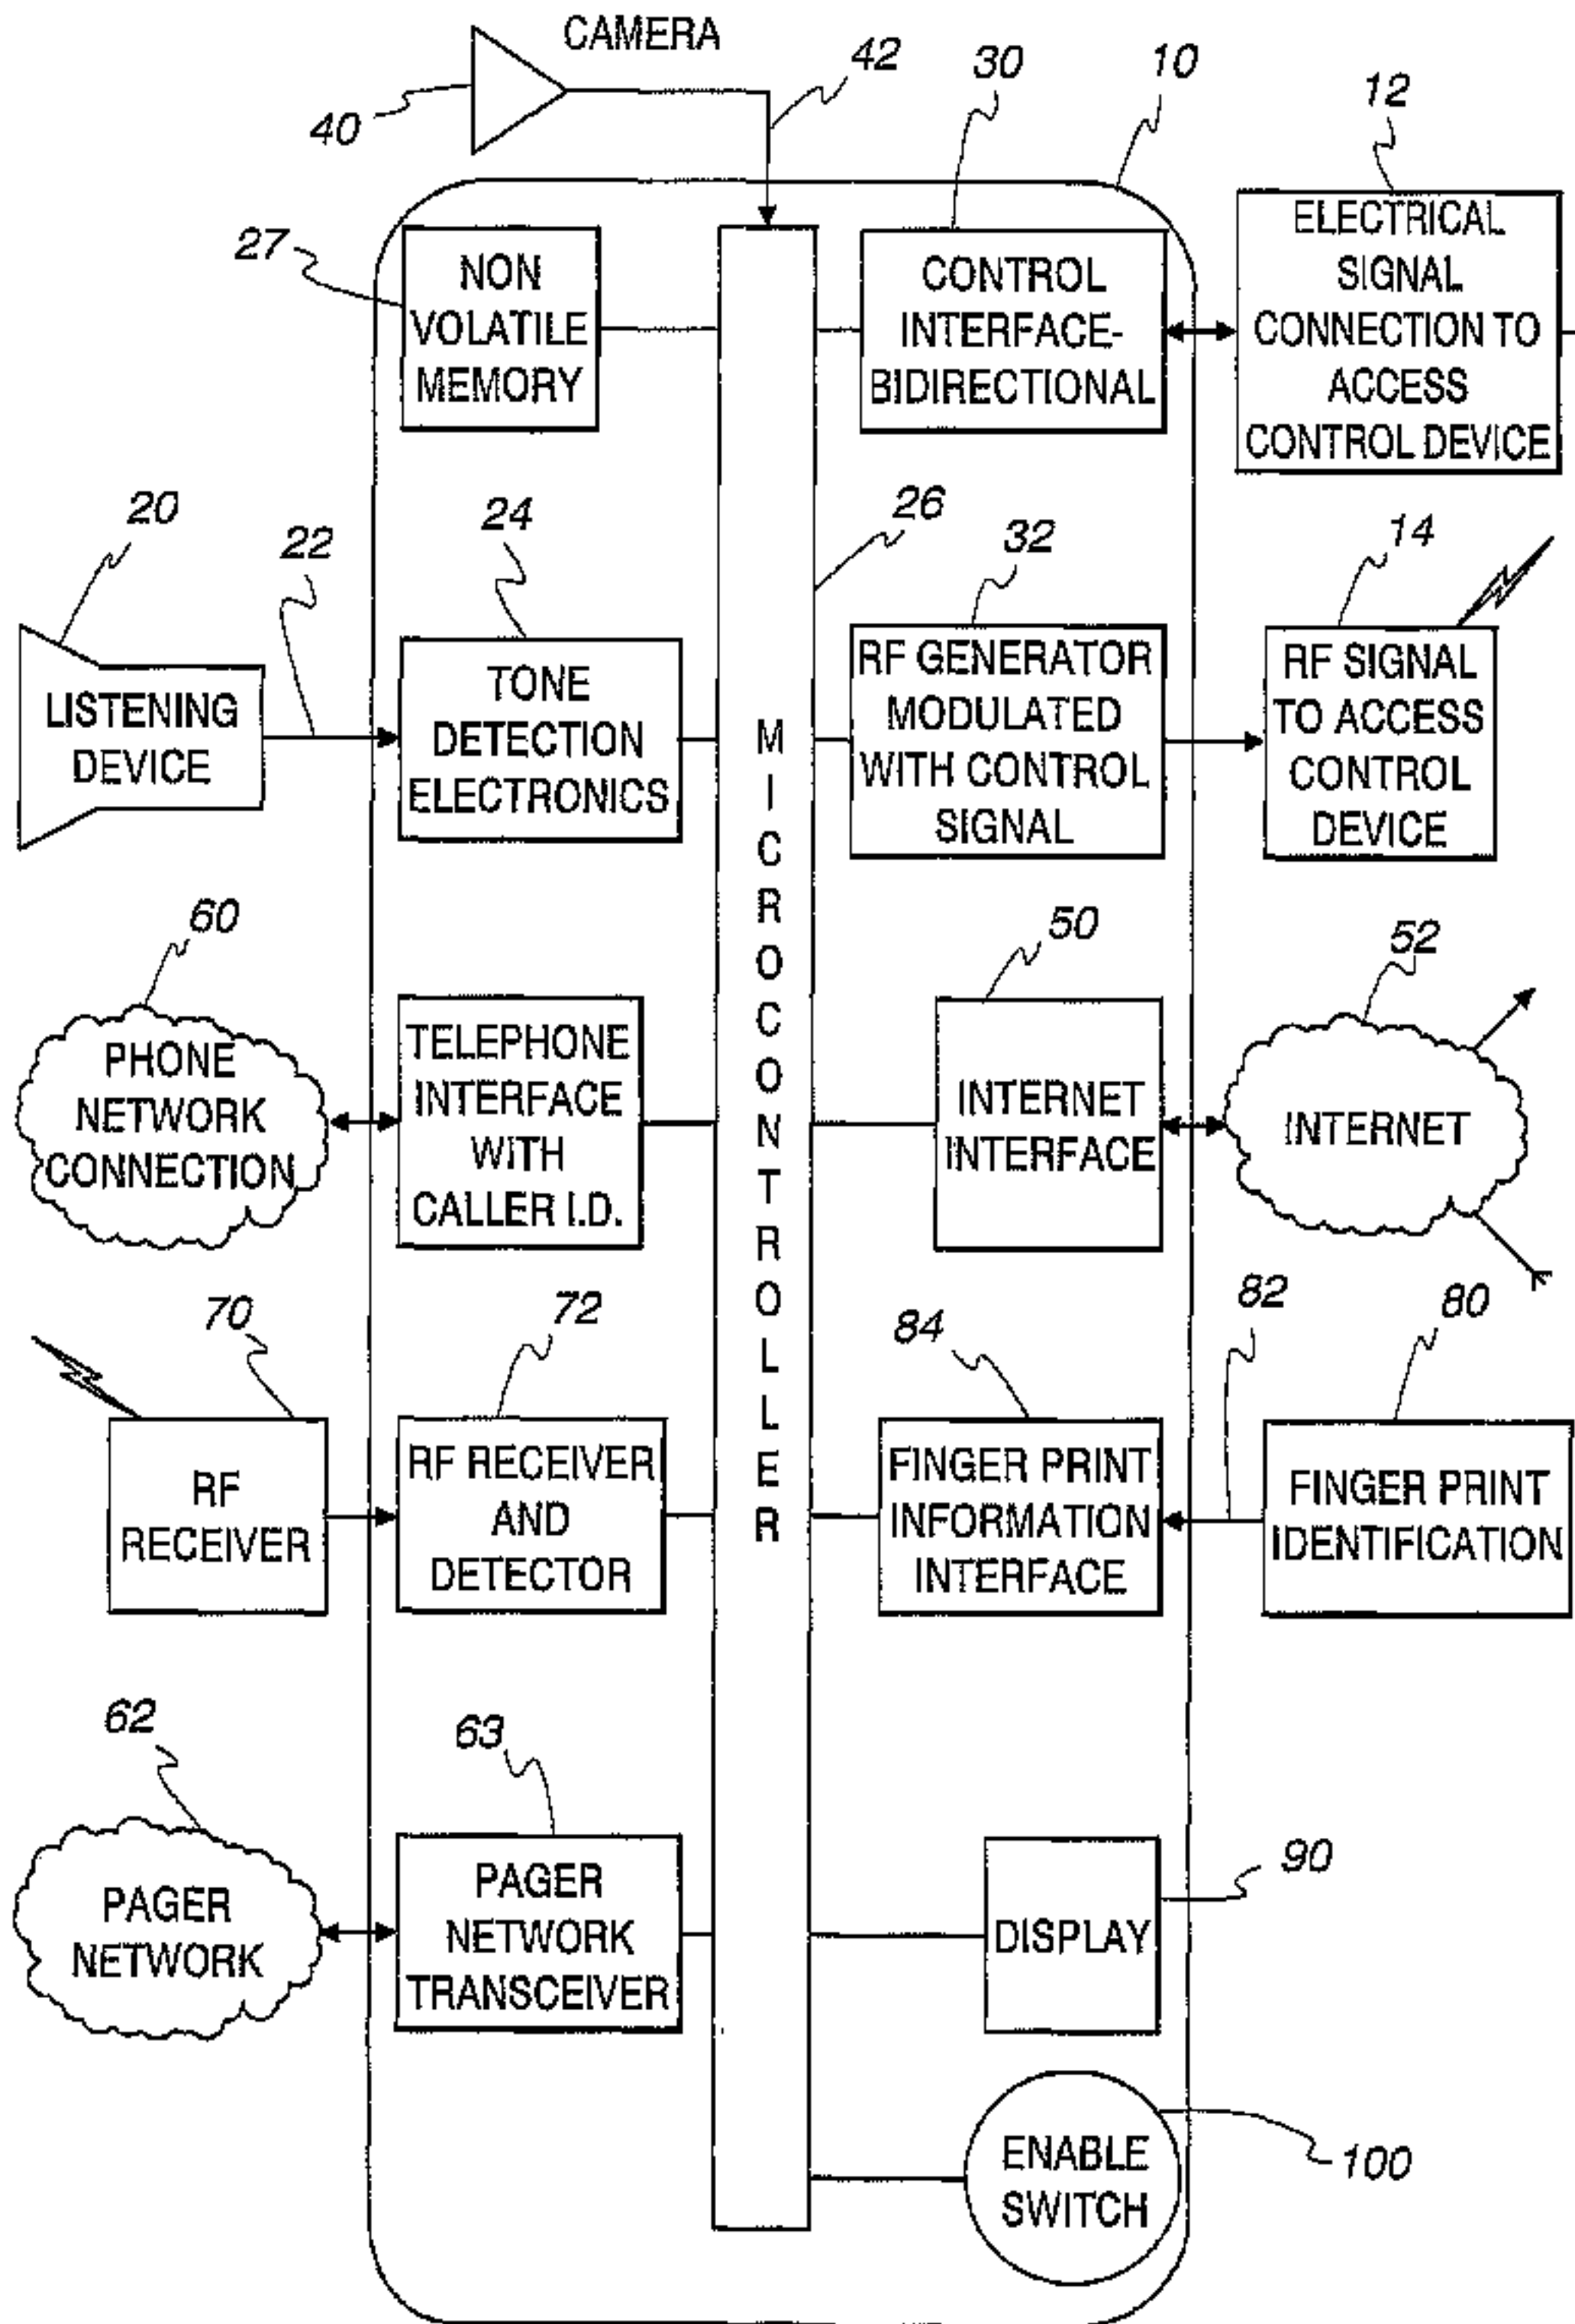 CAMERA
40
42
30
10
12
27
NON
VOLATILE
MEMORY
CONTROL
INTERFACE-
BIDIRECTIONAL
ELECTRICAL
SIGNAL
CONNECTION TO
ACCESS
CONTROL DEVICE
20
22
24
26
32
14
LISTENING
DEVICE
TONE
DETECTION
ELECTRONICS
MICROCONTROLLER
RF GENERATOR
MODULATED
WITH CONTROL
SIGNAL
RF SIGNAL
TO ACCESS
CONTROL
DEVICE
60
50
52
PHONE
NETWORK
CONNECTION
TELEPHONE
INTERFACE
WITH
CALLER I.D.
INTERNET
INTERFACE
INTERNET
70
72
84
82
80
RF
RECEIVER
RF RECEIVER
AND
DETECTOR
FINGER PRINT
INFORMATION
INTERFACE
FINGER PRINT
IDENTIFICATION
62
63
90
PAGER
NETWORK
PAGER
NETWORK
TRANSCEIVER
DISPLAY
ENABLE
SWITCH
100